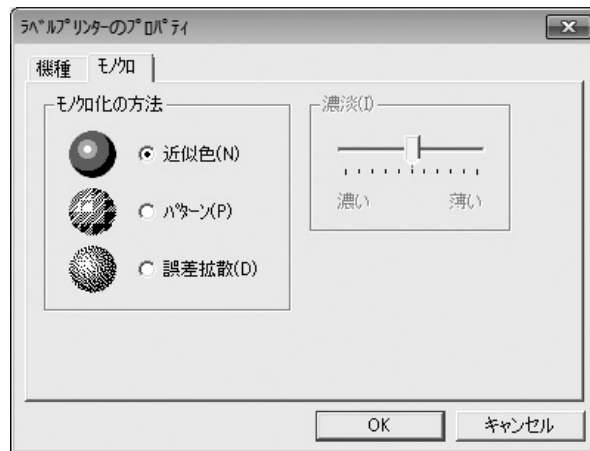 ﾗﾍﾞﾙﾌﾟﾘﾝﾀｰのﾌﾟﾛﾊﾟﾃｨ
機種 ﾓﾉｸﾛ
ﾓﾉｸﾛ化の方法
近似色(N)
ﾊﾟﾀｰﾝ(P)
誤差拡散(D)
濃淡(I)
濃い 薄い
OK キャンセル